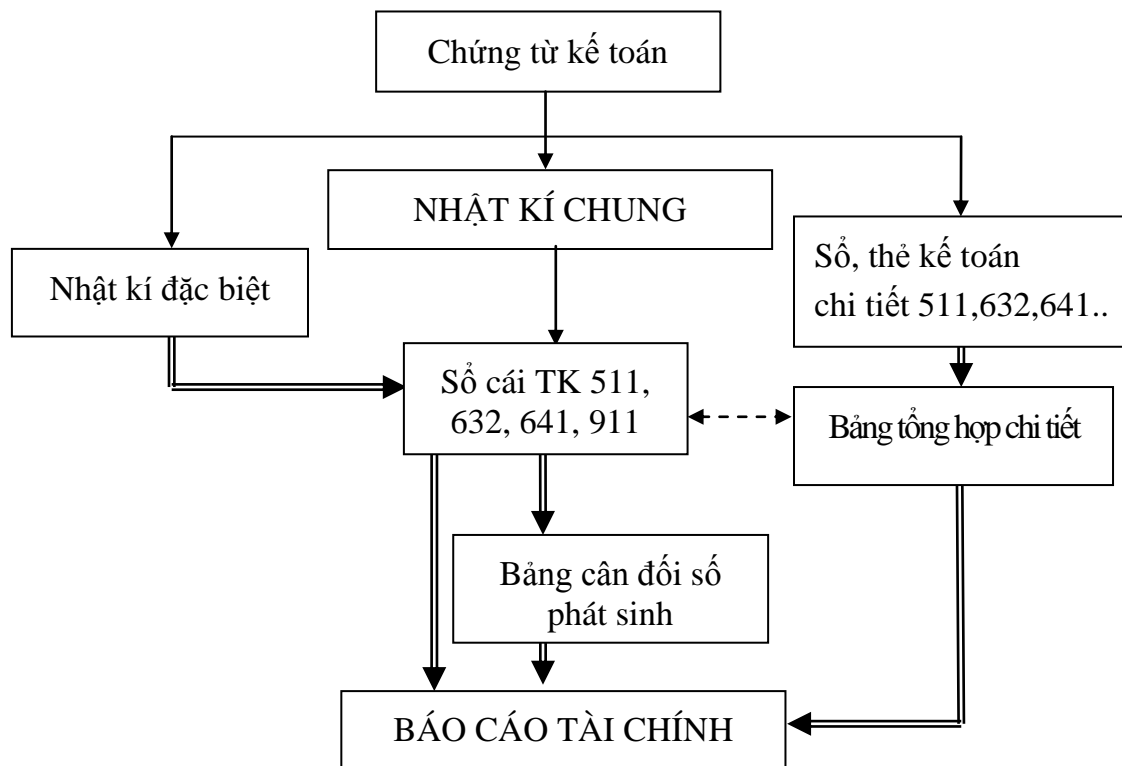 Chứng từ kế toán
NHẬT KÍ CHUNG
Nhật kí đặc biệt
Sổ, thẻ kế toán
chi tiết 511,632,641..
Sổ cái TK 511,
632, 641, 911
Bảng tổng hợp chi tiết
Bảng cân đối số
phát sinh
BÁO CÁO TÀI CHÍNH